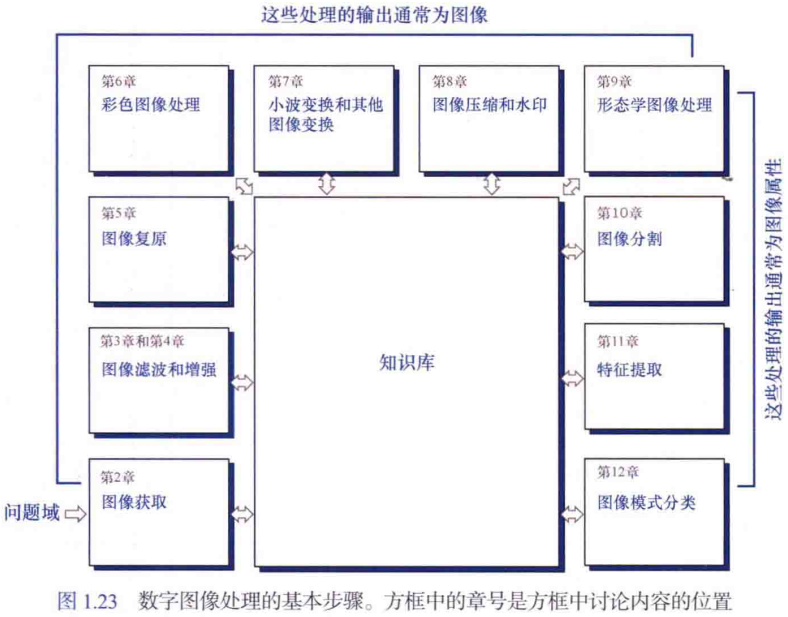 这些处理的输出通常为图像
第6章
彩色图像处理
第7章
小波变换和其他
图像变换
第8章
图像压缩和水印
第9章
形态学图像处理
第5章
图像复原
第10章
图像分割
第3章和第4章
图像滤波和增强
知识库
第11章
特征提取
这些处理的输出通常为图像属性
第2章
图像获取
问题域
第12章
图像模式分类
图 1.23 数字图像处理的基本步骤。方框中的章号是方框中讨论内容的位置